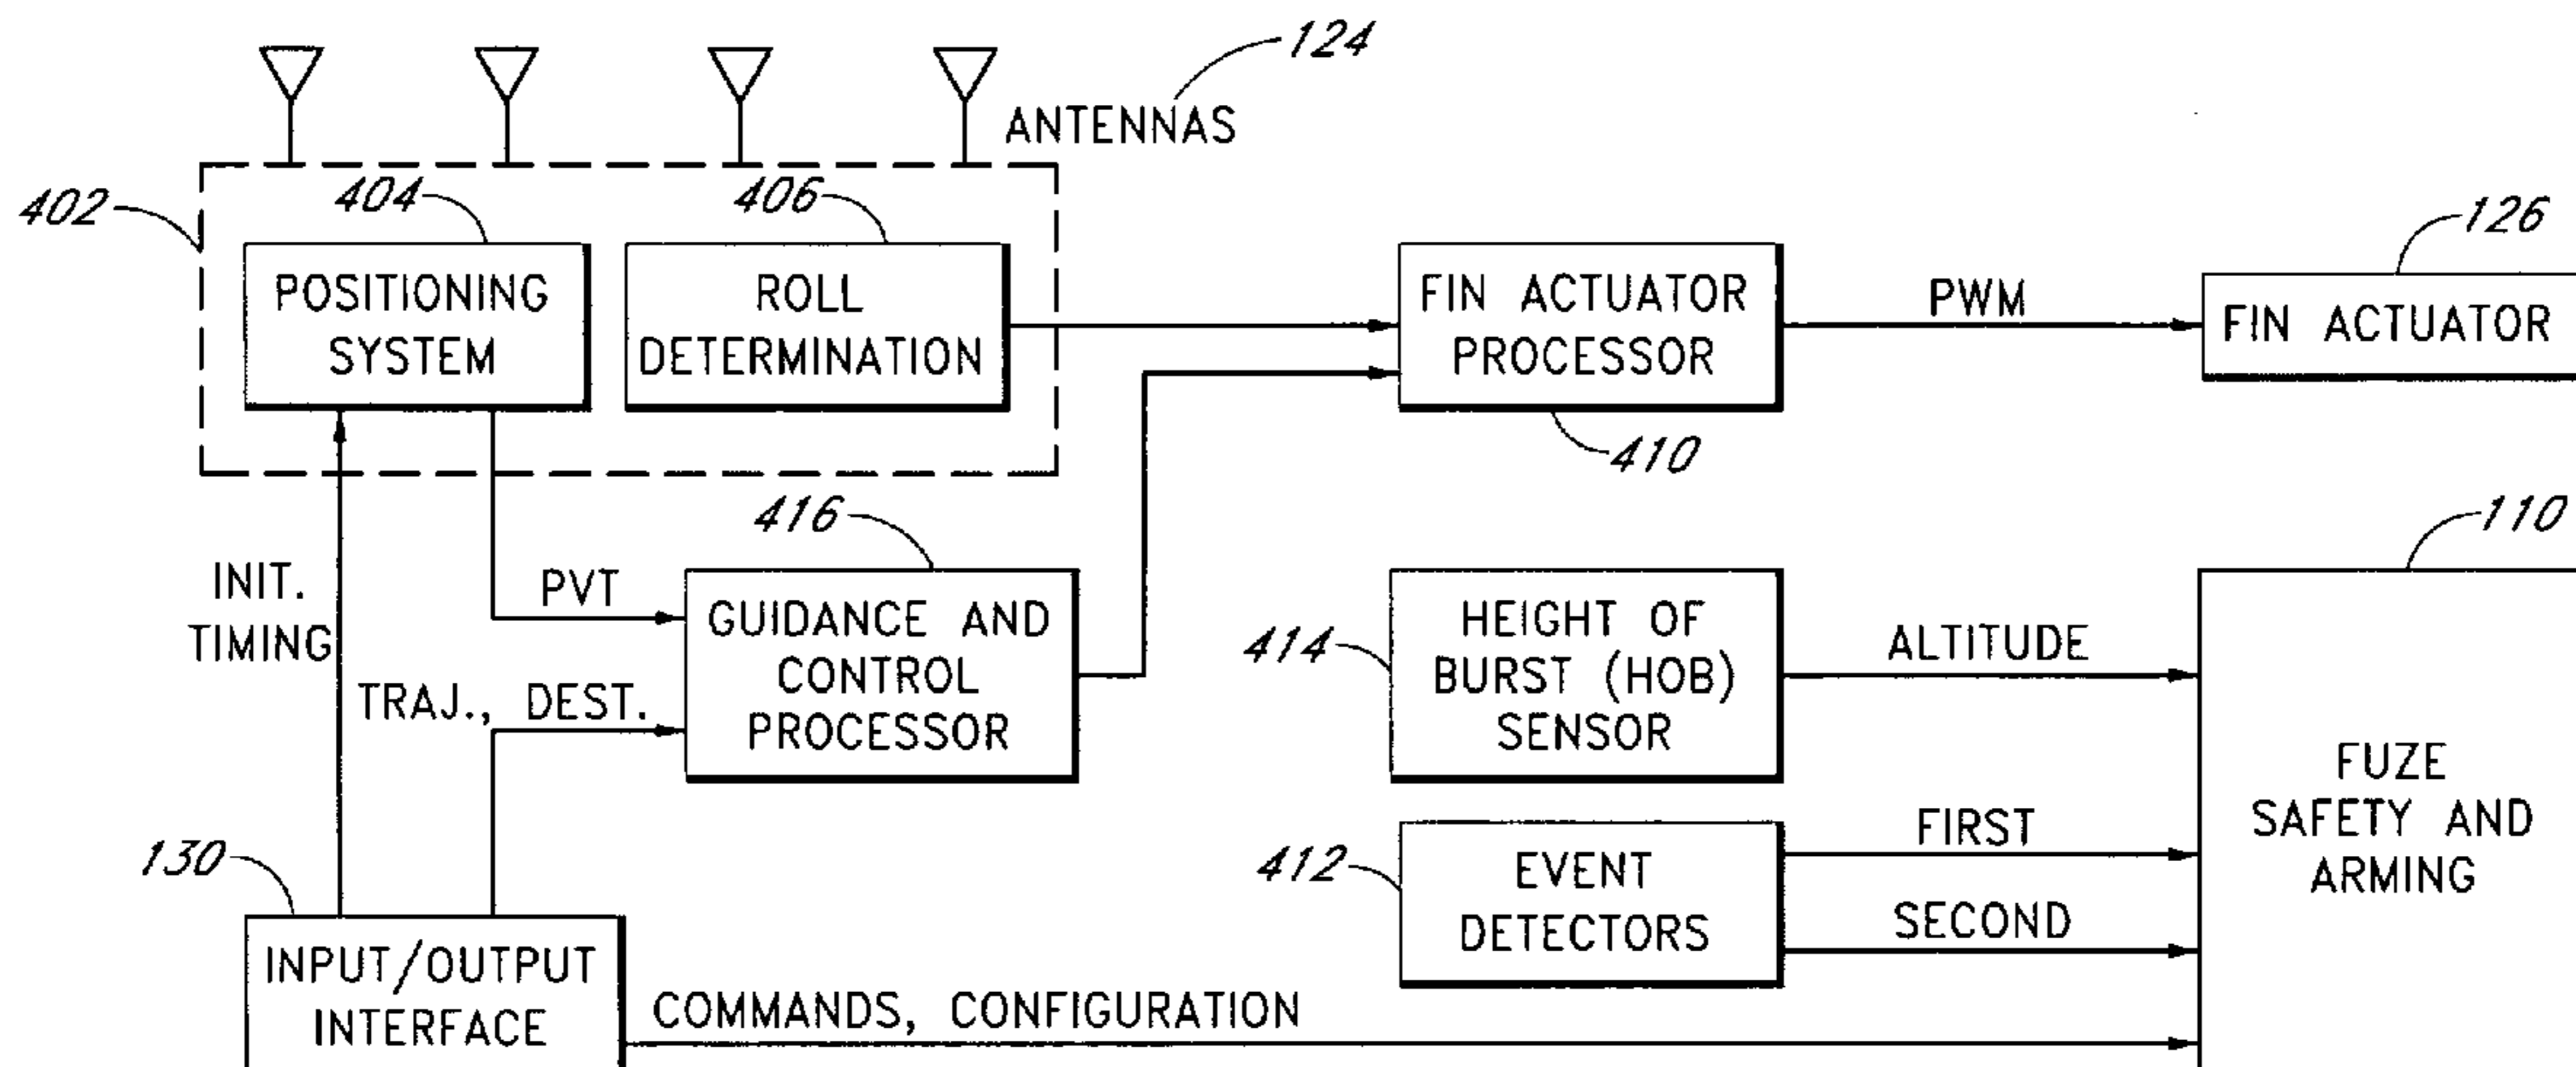 124
ANTENNAS
402
404
406
126
POSITIONING
SYSTEM
ROLL
DETERMINATION
FIN ACTUATOR
PROCESSOR
PWM
FIN ACTUATOR
410
416
110
INIT.
TIMING
PVT
TRAJ., DEST.
GUIDANCE AND
CONTROL
PROCESSOR
414
HEIGHT OF
BURST (HOB)
SENSOR
ALTITUDE
FUZE
SAFETY AND
ARMING
130
412
EVENT
DETECTORS
FIRST
SECOND
INPUT/OUTPUT
INTERFACE
COMMANDS, CONFIGURATION